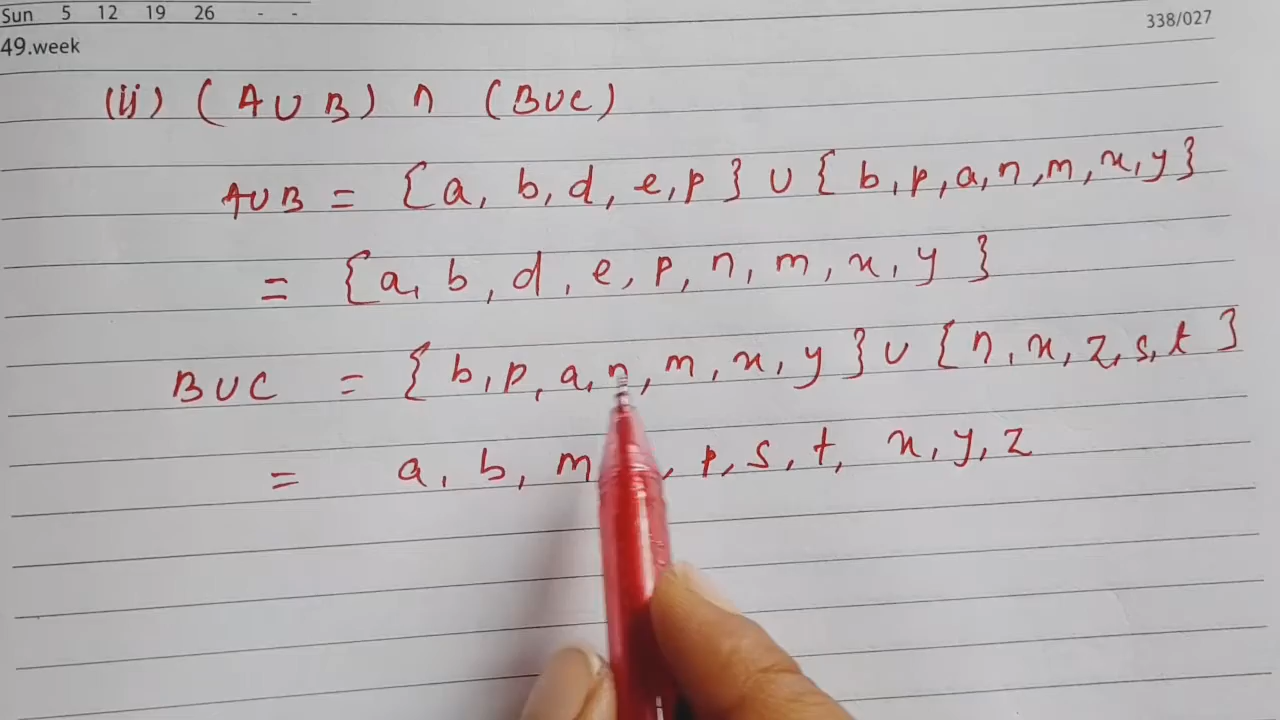 Sun 5 12 19 26 - -
338/027
49.week
(ii) (A∪B) ∩ (B∪C)
A∪B = {a, b, d, e, p} ∪ {b, p, a, n, m, x, y}
= {a, b, d, e, p, n, m, x, y}
B∪C = {b, p, a, n, m, x, y} ∪ {n, x, z, s, t}
= a, b, m , p, s, t, x, y, z